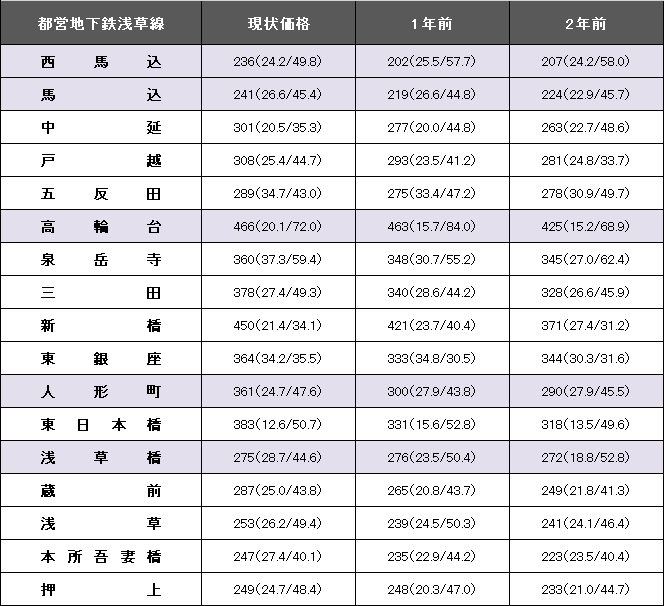 都営地下鉄浅草線 現状価格 1年前 2年前
西馬込 236(24.2/49.8) 202(25.5/57.7) 207(24.2/58.0)
馬込 241(26.6/45.4) 219(26.6/44.8) 224(22.9/45.7)
中延 301(20.5/35.3) 277(20.0/44.8) 263(22.7/48.6)
戸越 308(25.4/44.7) 293(23.5/41.2) 281(24.8/33.7)
五反田 289(34.7/43.0) 275(33.4/47.2) 278(30.9/49.7)
高輪台 466(20.1/72.0) 463(15.7/84.0) 425(15.2/68.9)
泉岳寺 360(37.3/59.4) 348(30.7/55.2) 345(27.0/62.4)
三田 378(27.4/49.3) 340(28.6/44.2) 328(26.6/45.9)
新橋 450(21.4/34.1) 421(23.7/40.4) 371(27.4/31.2)
東銀座 364(34.2/35.5) 333(34.8/30.5) 344(30.3/31.6)
人形町 361(24.7/47.6) 300(27.9/43.8) 290(27.9/45.5)
東日本橋 383(12.6/50.7) 331(15.6/52.8) 318(13.5/49.6)
浅草橋 275(28.7/44.6) 276(23.5/50.4) 272(18.8/52.8)
蔵前 287(25.0/43.8) 265(20.8/43.7) 249(21.8/41.3)
浅草 253(26.2/49.4) 239(24.5/50.3) 241(24.1/46.4)
本所吾妻橋 247(27.4/40.1) 235(22.9/44.2) 223(23.5/40.4)
押上 249(24.7/48.4) 248(20.3/47.0) 233(21.0/44.7)